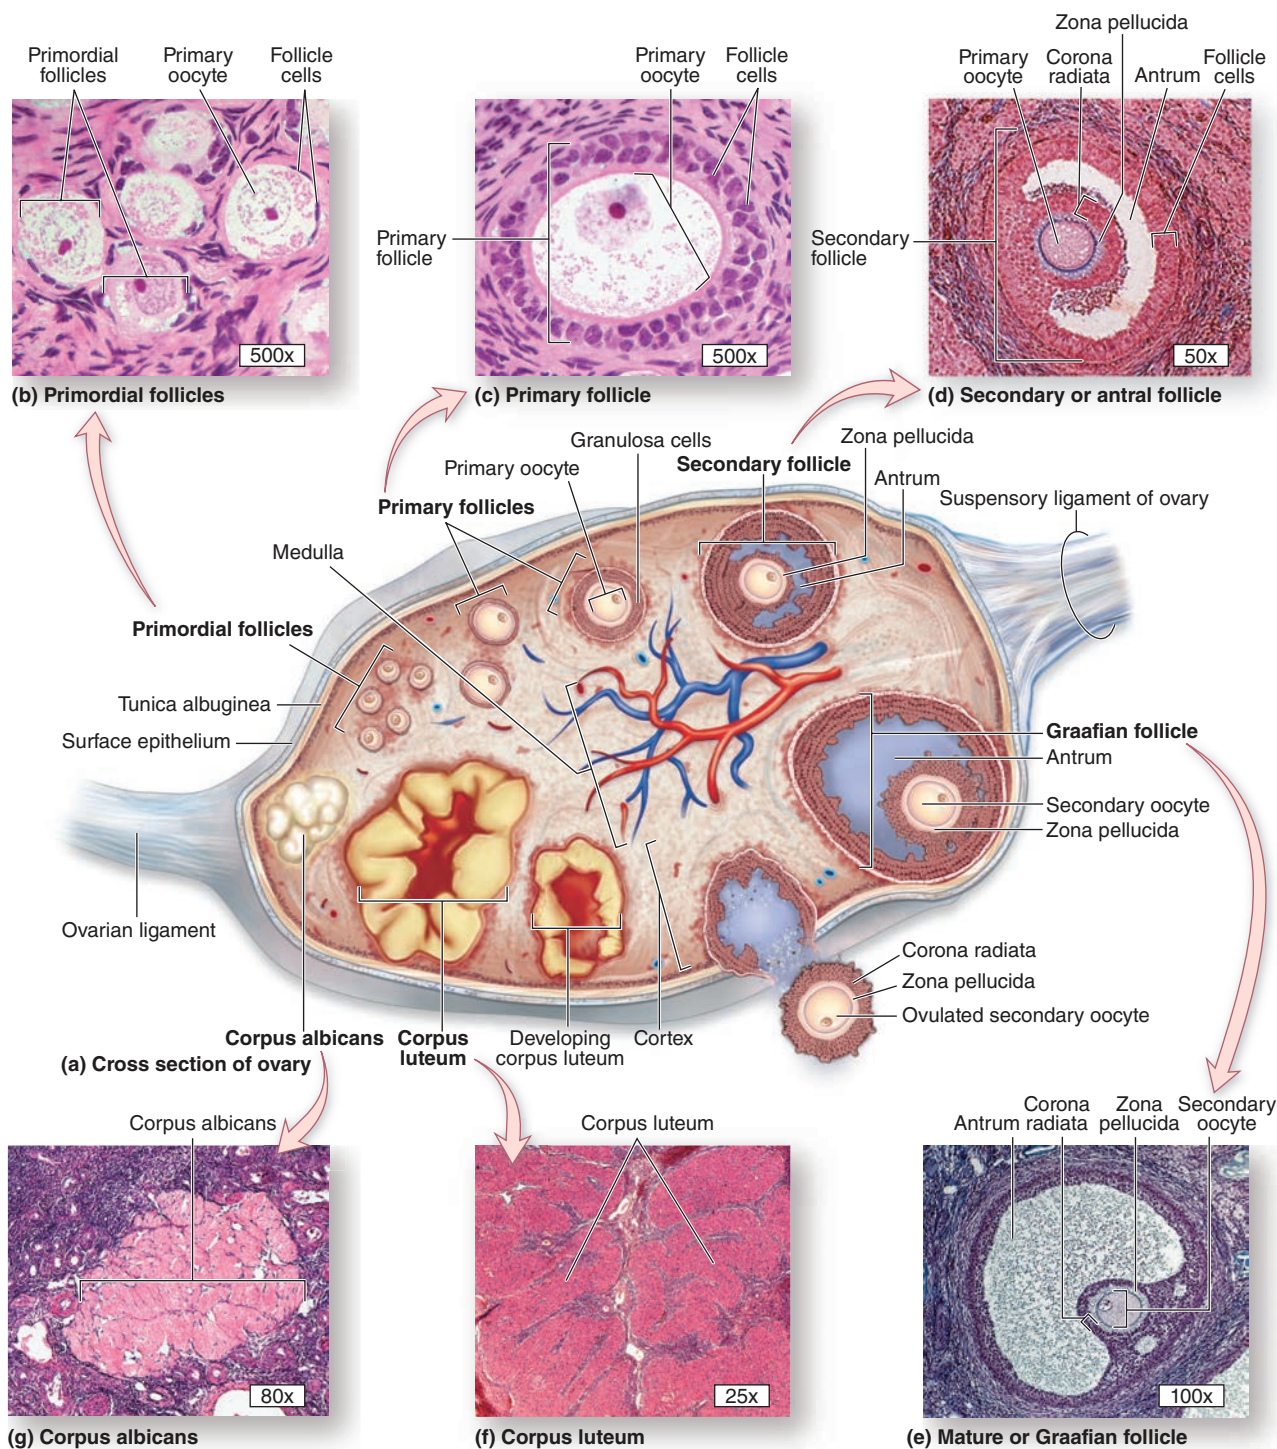 Primordial
follicles
Primary
oocyte
Follicle
cells
500x
(b) Primordial follicles
Primary
oocyte
Follicle
cells
Primary
follicle
500x
(c) Primary follicle
Zona pellucida
Primary
oocyte
Corona
radiata
Antrum
Follicle
cells
Secondary
follicle
50x
(d) Secondary or antral follicle
Granulosa cells
Primary oocyte
Primary follicles
Medulla
Primordial follicles
Tunica albuginea
Surface epithelium
Ovarian ligament
Secondary follicle
Zona pellucida
Antrum
Suspensory ligament of ovary
Graafian follicle
Antrum
Secondary oocyte
Zona pellucida
Corona radiata
Zona pellucida
Ovulated secondary oocyte
Corpus albicans
Corpus
luteum
Developing
corpus luteum
Cortex
(a) Cross section of ovary
Corpus albicans
80x
(g) Corpus albicans
Corpus luteum
25x
(f) Corpus luteum
Antrum
Corona
radiata
Zona
pellucida
Secondary
oocyte
100x
(e) Mature or Graafian follicle